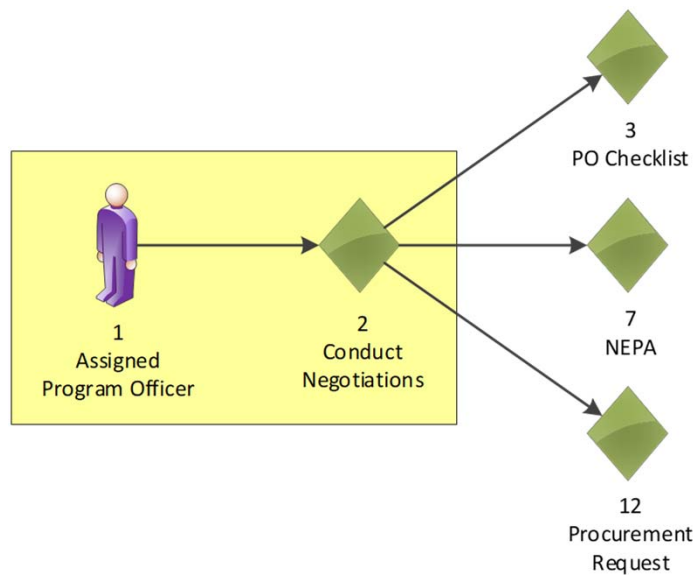 1
Assigned
Program Officer
2
Conduct
Negotiations
3
PO Checklist
7
NEPA
12
Procurement
Request